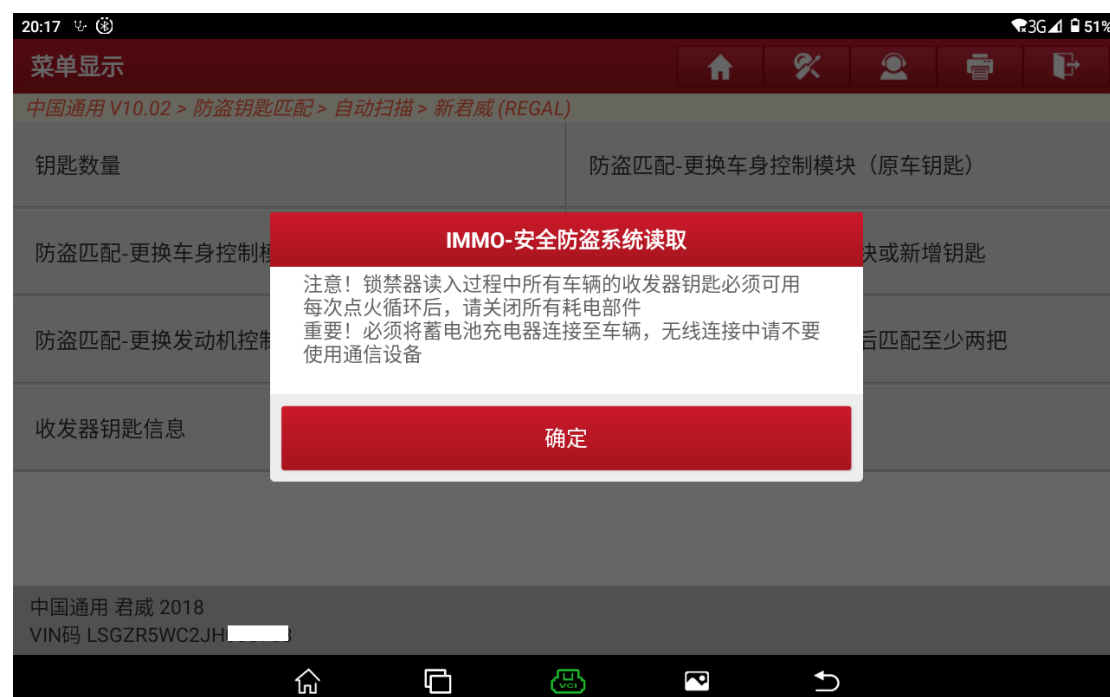 20:17
3G 51%
菜单显示
中国通用 V10.02 > 防盗钥匙匹配 > 自动扫描 > 新君威 (REGAL)
钥匙数量
防盗匹配-更换车身控制模块（原车钥匙）
防盗匹配-更换车身控制
块或新增钥匙
IMMO-安全防盗系统读取
注意！锁禁器读入过程中所有车辆的收发器钥匙必须可用
每次点火循环后，请关闭所有耗电部件
重要！必须将蓄电池充电器连接至车辆，无线连接中请不要
使用通信设备
确定
防盗匹配-更换发动机控制
后匹配至少两把
收发器钥匙信息
中国通用 君威 2018
VIN码 LSGZR5WC2JH
VCI